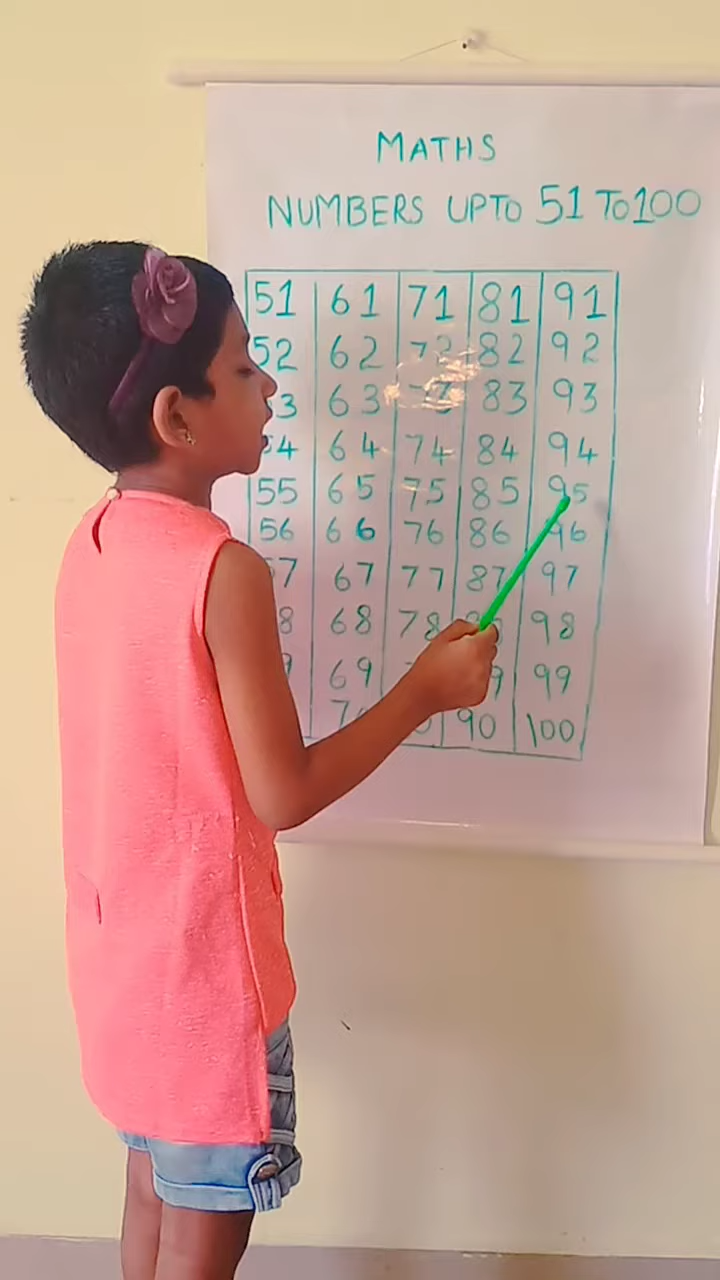 MATHS
NUMBERS UPTO 51 TO 100
51 61 71 81 91
52 62 72 82 92
63 83 93
64 74 84 94
55 65 75 85 95
56 66 76 86 96
67 77 87 97
68 78 98
69 99
90 100